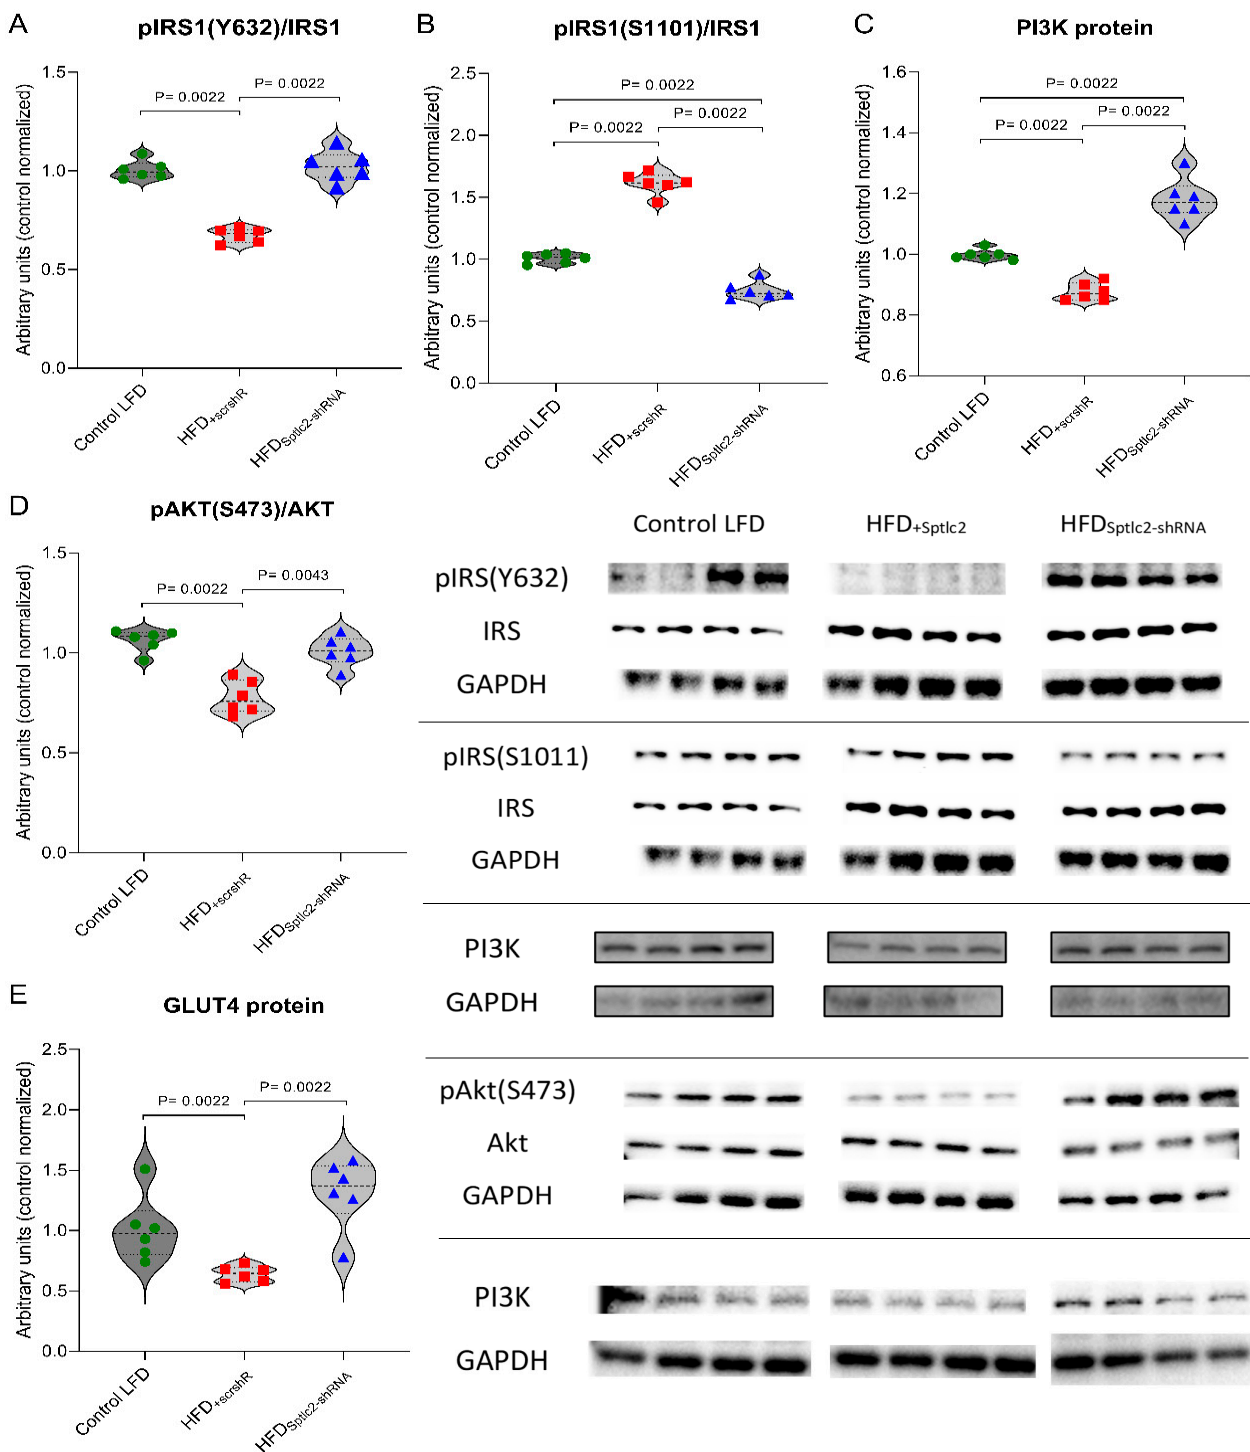 A
pIRS1(Y632)/IRS1
Arbitrary units (control normalized)
1.5
1.0
0.5
0.0
P= 0.0022
P= 0.0022
Control LFD
HFD+scrshR
HFDSptlc2-shRNA
B
pIRS1(S1101)/IRS1
Arbitrary units (control normalized)
2.5
2.0
1.5
1.0
0.5
0.0
P= 0.0022
P= 0.0022
P= 0.0022
Control LFD
HFD+scrshR
HFDSptlc2-shRNA
C
PI3K protein
Arbitrary units (control normalized)
1.6
1.4
1.2
1.0
0.8
0.6
P= 0.0022
P= 0.0022
P= 0.0022
Control LFD
HFD+scrshR
HFDSptlc2-shRNA
D
pAKT(S473)/AKT
Arbitrary units (control normalized)
1.5
1.0
0.5
0.0
P= 0.0022
P= 0.0043
Control LFD
HFD+scrshR
HFDSptlc2-shRNA
E
GLUT4 protein
Arbitrary units (control normalized)
2.5
2.0
1.5
1.0
0.5
0.0
P= 0.0022
P= 0.0022
Control LFD
HFD+scrshR
HFDSptlc2-shRNA
Control LFD
HFD+Sptlc2
HFDSptlc2-shRNA
pIRS(Y632)
IRS
GAPDH
pIRS(S1011)
IRS
GAPDH
PI3K
GAPDH
pAkt(S473)
Akt
GAPDH
PI3K
GAPDH